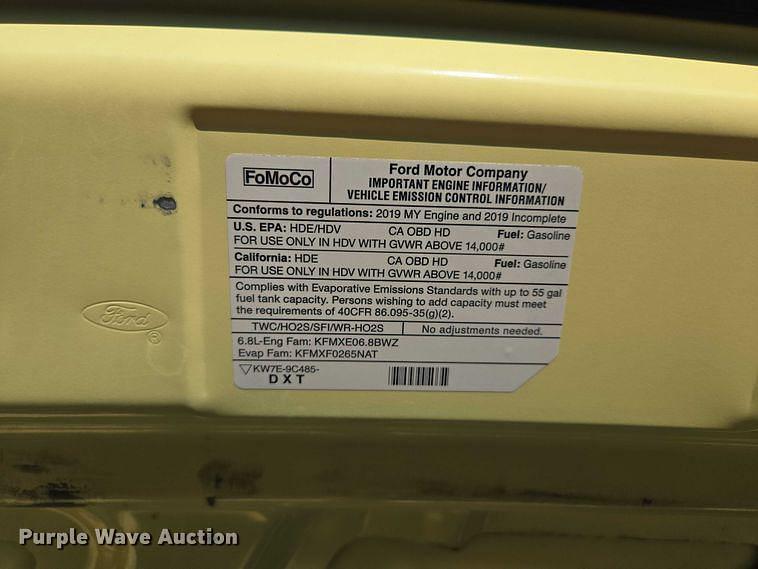 FoMoCo
Ford Motor Company
IMPORTANT ENGINE INFORMATION/
VEHICLE EMISSION CONTROL INFORMATION
Conforms to regulations: 2019 MY Engine and 2019 Incomplete
U.S. EPA: HDE/HDV CA OBD HD Fuel: Gasoline
FOR USE ONLY IN HDV WITH GVWR ABOVE 14,000#
California: HDE CA OBD HD Fuel: Gasoline
FOR USE ONLY IN HDV WITH GVWR ABOVE 14,000#
Complies with Evaporative Emissions Standards with up to 55 gal
fuel tank capacity. Persons wishing to add capacity must meet
the requirements of 40CFR 86.095-35(g)(2).
TWC/HO2S/SFI/WR-HO2S No adjustments needed.
6.8L-Eng Fam: KFMXE06.8BWZ
Evap Fam: KFMXF0265NAT
KW7E-9C485-
DXT
Ford ®
Purple Wave Auction